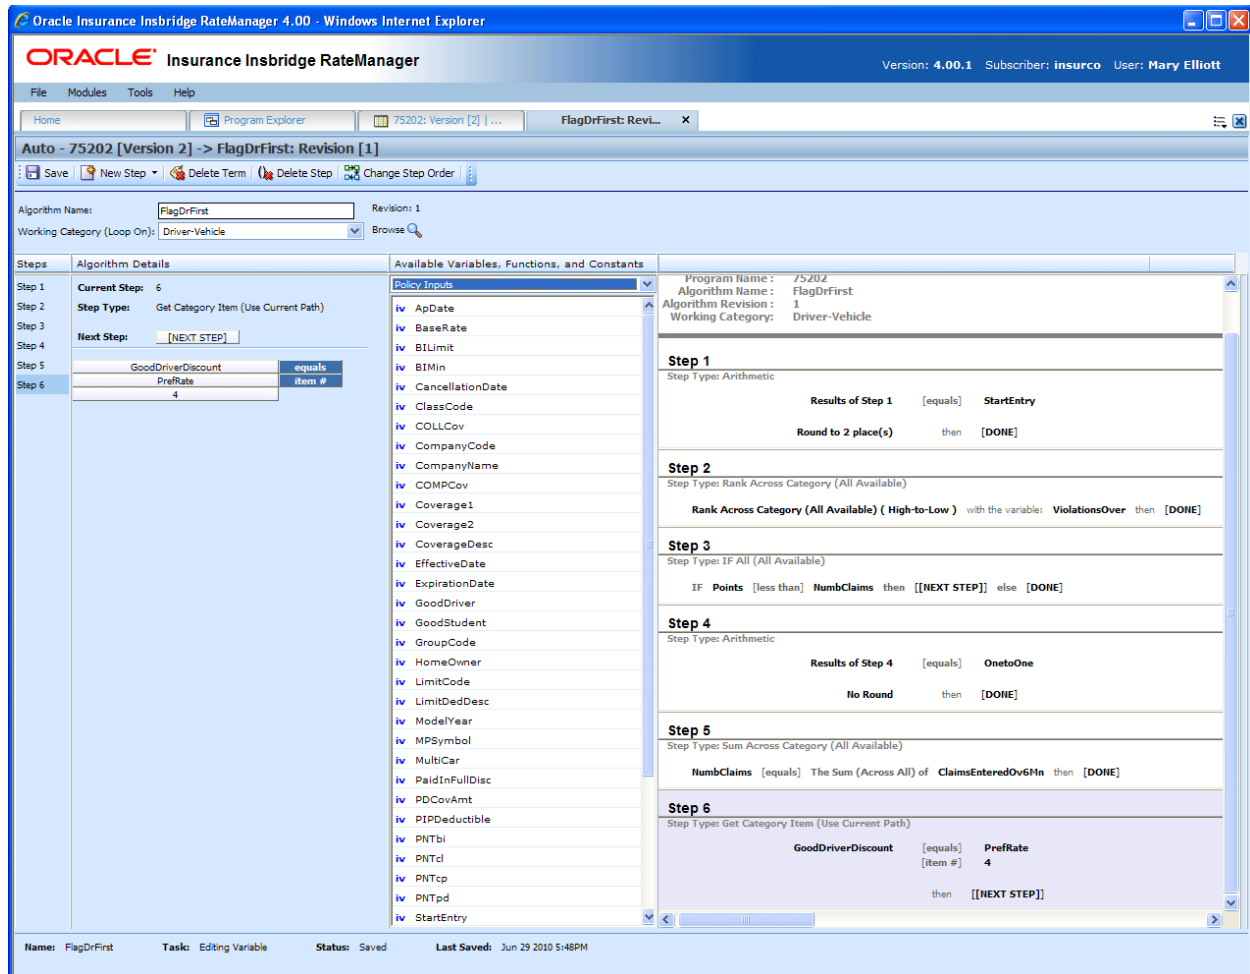 Oracle Insurance Insbridge RateManager 4.00 - Windows Internet Explorer
ORACLE Insurance Insbridge RateManager
Version: 4.00.1 Subscriber: insurco User: Mary Elliott
File Modules Tools Help
Home Program Explorer 75202: Version [2] | ... FlagDrFirst: Revi... X
Auto - 75202 [Version 2] -> FlagDrFirst: Revision [1]
Save New Step Delete Term Delete Step Change Step Order
Algorithm Name: FlagDrFirst Revision: 1
Working Category (Loop On): Driver-Vehicle Browse
Steps
Step 1
Step 2
Step 3
Step 4
Step 5
Step 6
Algorithm Details
Current Step: 6
Step Type: Get Category Item (Use Current Path)
Next Step: [NEXT STEP]
GoodDriverDiscount equals
PrefRate item #
4
Available Variables, Functions, and Constants
Policy Inputs
iv ApDate
iv BaseRate
iv BILimit
iv BIMin
iv CancellationDate
iv ClassCode
iv COLLCov
iv CompanyCode
iv CompanyName
iv COMPCov
iv Coverage1
iv Coverage2
iv CoverageDesc
iv EffectiveDate
iv ExpirationDate
iv GoodDriver
iv GoodStudent
iv GroupCode
iv HomeOwner
iv LimitCode
iv LimitDedDesc
iv ModelYear
iv MPSymbol
iv MultiCar
iv PaidInFullDisc
iv PDCovAmt
iv PIPDeductible
iv PNTbi
iv PNTcl
iv PNTcp
iv PNTpd
iv StartEntry
Program Name : 75202
Algorithm Name : FlagDrFirst
Algorithm Revision : 1
Working Category: Driver-Vehicle
Step 1
Step Type: Arithmetic
Results of Step 1 [equals] StartEntry
Round to 2 place(s) then [DONE]
Step 2
Step Type: Rank Across Category (All Available)
Rank Across Category (All Available) ( High-to-Low ) with the variable: ViolationsOver then [DONE]
Step 3
Step Type: IF All (All Available)
IF Points [less than] NumbClaims then [[NEXT STEP]] else [DONE]
Step 4
Step Type: Arithmetic
Results of Step 4 [equals] OnetoOne
No Round then [DONE]
Step 5
Step Type: Sum Across Category (All Available)
NumbClaims [equals] The Sum (Across All) of ClaimsEnteredOv6Mn then [DONE]
Step 6
Step Type: Get Category Item (Use Current Path)
GoodDriverDiscount [equals] PrefRate
[item #] 4
then [[NEXT STEP]]
Name: FlagDrFirst Task: Editing Variable Status: Saved Last Saved: Jun 29 2010 5:48PM